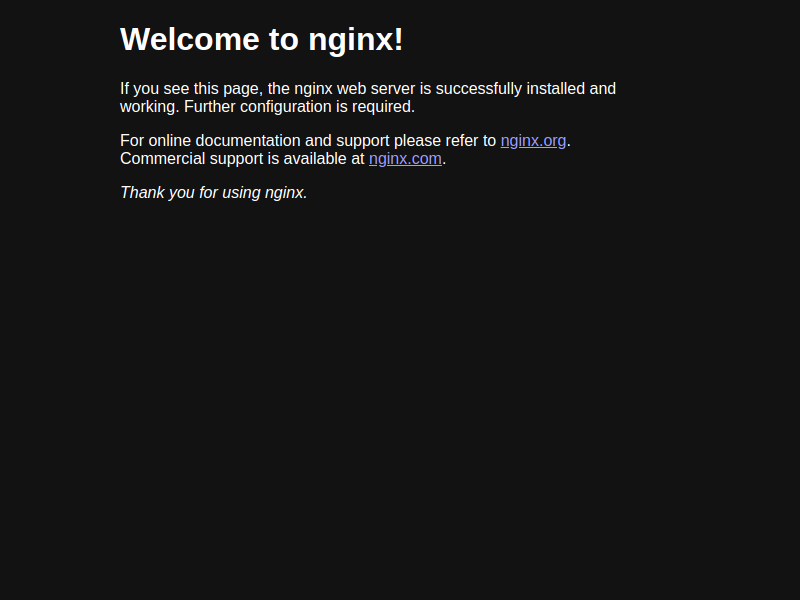 Welcome to nginx!
If you see this page, the nginx web server is successfully installed and
working. Further configuration is required.
For online documentation and support please refer to nginx.org.
Commercial support is available at nginx.com.
Thank you for using nginx.